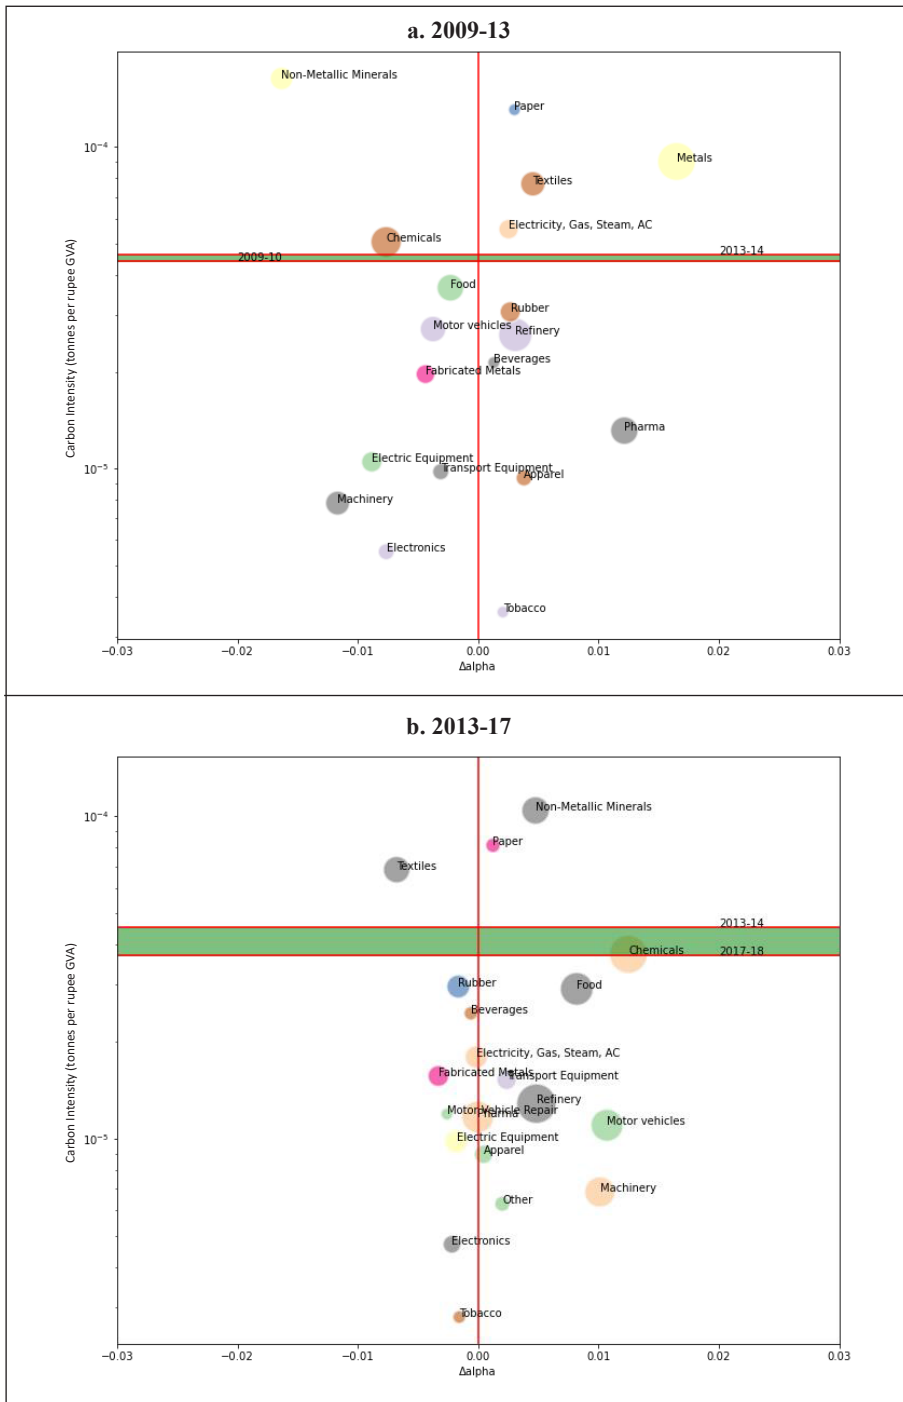 a. 2009-13
Non-Metallic Minerals
Paper
10⁻⁴
Metals
Textiles
Electricity, Gas, Steam, AC
Chemicals
2013-14
2009-10
Food
Rubber
Motor vehicles
Refinery
Beverages
Fabricated Metals
Carbon Intensity (tonnes per rupee GVA)
Pharma
Electric Equipment
10⁻⁵
Transport Equipment
Apparel
Machinery
Electronics
Tobacco
−0.03 −0.02 −0.01 0.00 0.01 0.02 0.03
Δalpha
b. 2013-17
10⁻⁴
Non-Metallic Minerals
Paper
Textiles
2013-14
Chemicals
2017-18
Rubber
Food
Beverages
Electricity, Gas, Steam, AC
Fabricated Metals
Transport Equipment
Carbon Intensity (tonnes per rupee GVA)
Refinery
Motor Vehicle Repair
Pharma
Motor vehicles
10⁻⁵
Electric Equipment
Apparel
Machinery
Other
Electronics
Tobacco
−0.03 −0.02 −0.01 0.00 0.01 0.02 0.03
Δalpha